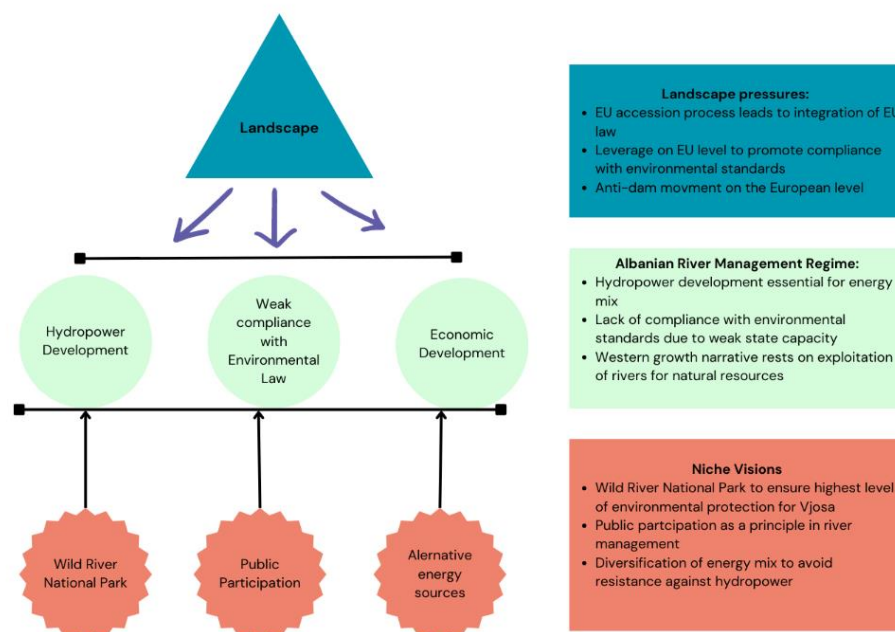 Landscape
Landscape pressures:
EU accession process leads to integration of EU
law
Leverage on EU level to promote compliance
with environmental standards
Anti-dam movment on the European level
Hydropower
Development
Weak
compliance
with
Environmental
Law
Economic
Development
Albanian River Management Regime:
Hydropower development essential for energy
mix
Lack of compliance with environmental
standards due to weak state capacity
Western growth narrative rests on exploitation
of rivers for natural resources
Wild River
National Park
Public
Participation
Alernative
energy
sources
Niche Visions
Wild River National Park to ensure highest level
of environmental protection for Vjosa
Public partcipation as a principle in river
management
Diversification of energy mix to avoid
resistance against hydropower